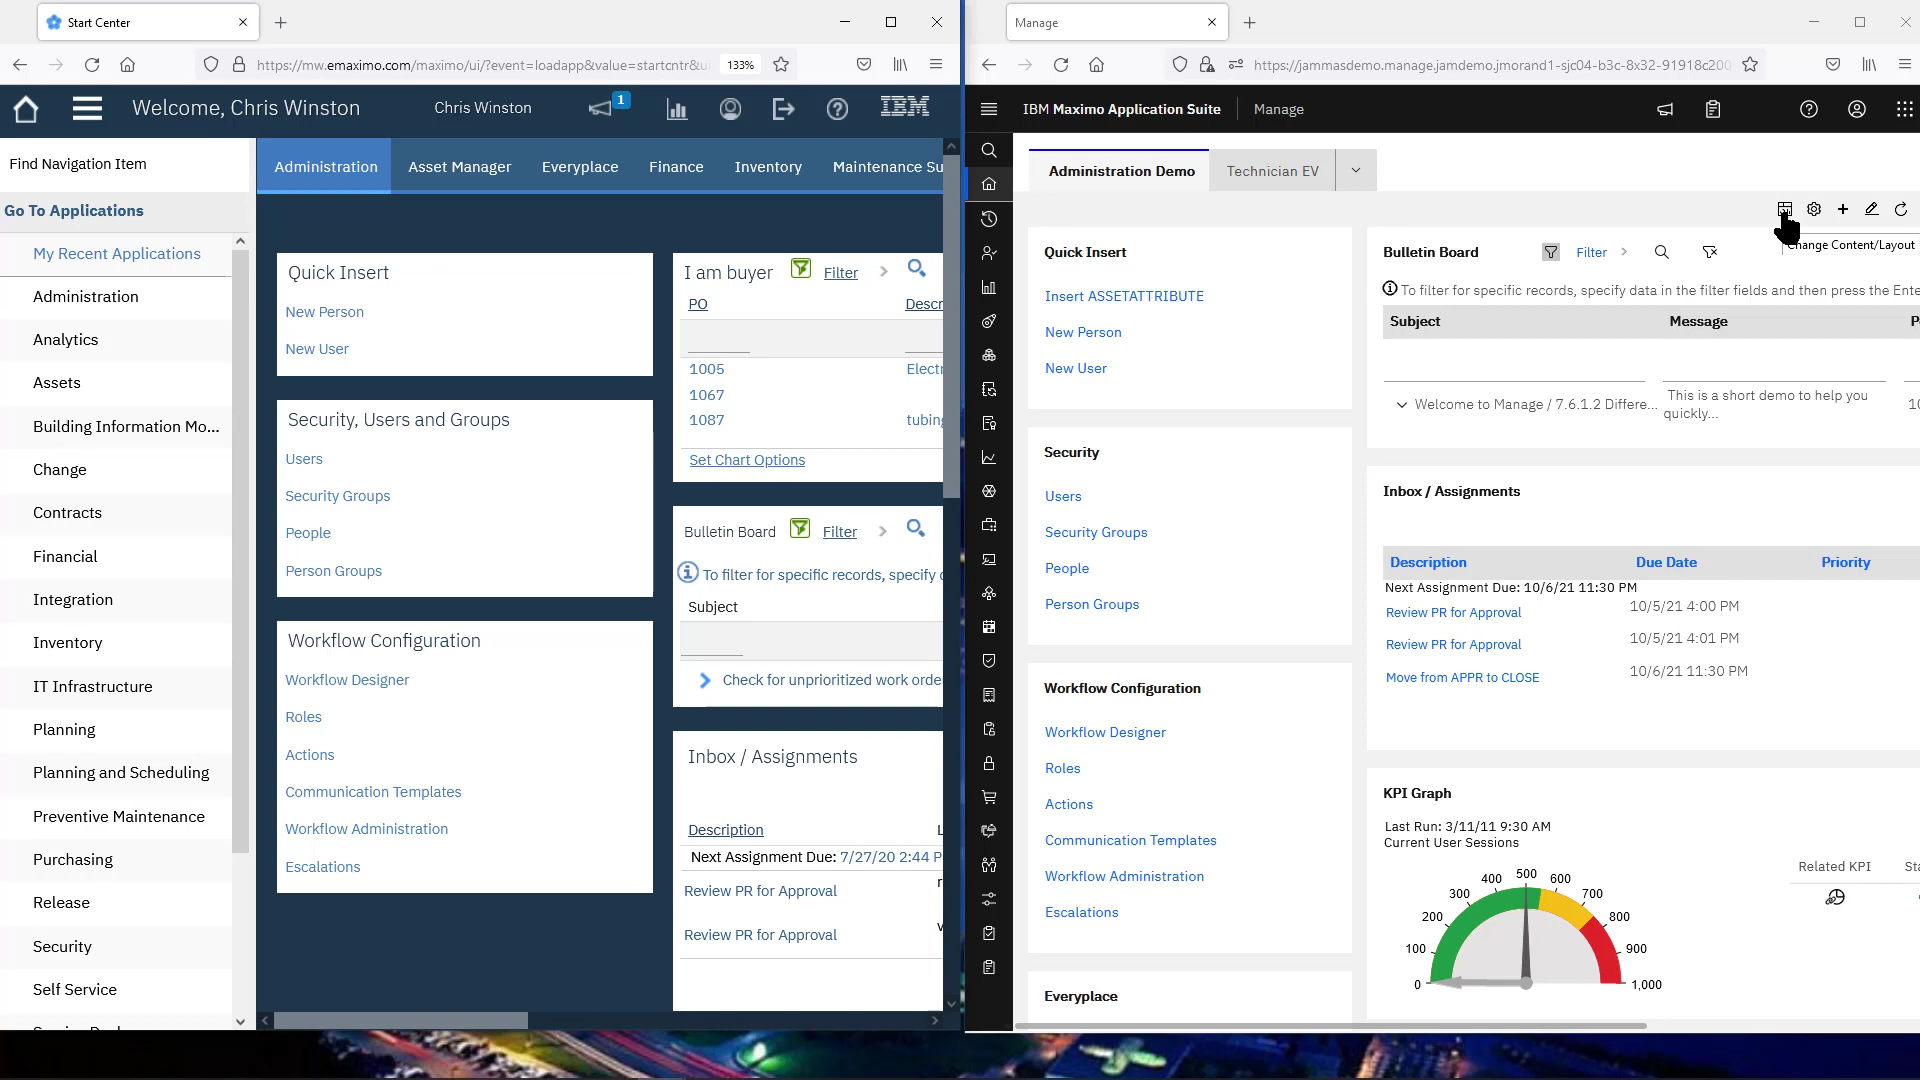 Start Center
https://mw.emaximo.com/maximo/ui/?event=loadapp&value=startcntr&u
133%
Welcome, Chris Winston
Chris Winston
1
IBM
Find Navigation Item
Go To Applications
My Recent Applications
Administration
Analytics
Assets
Building Information Mo...
Change
Contracts
Financial
Integration
Inventory
IT Infrastructure
Planning
Planning and Scheduling
Preventive Maintenance
Purchasing
Release
Security
Self Service
Administration
Asset Manager
Everyplace
Finance
Inventory
Maintenance Su
Quick Insert
New Person
New User
Security, Users and Groups
Users
Security Groups
People
Person Groups
Workflow Configuration
Workflow Designer
Roles
Actions
Communication Templates
Workflow Administration
Escalations
I am buyer
Filter
PO
Descr
1005
Electr
1067
1087
tubing
Set Chart Options
Bulletin Board
Filter
To filter for specific records, specify
Subject
Check for unprioritized work orde
Inbox / Assignments
Description
Next Assignment Due: 7/27/20 2:44 P
Review PR for Approval
Review PR for Approval
Manage
https://jammasdemo.manage.jamdemo.jmorand1-sjc04-b3c-8x32-91918c200
IBM Maximo Application Suite
Manage
Administration Demo
Technician EV
Change Content/Layout
Quick Insert
Insert ASSETATTRIBUTE
New Person
New User
Security
Users
Security Groups
People
Person Groups
Workflow Configuration
Workflow Designer
Roles
Actions
Communication Templates
Workflow Administration
Escalations
Everyplace
Bulletin Board
Filter
To filter for specific records, specify data in the filter fields and then press the Ente
Subject
Message
Welcome to Manage / 7.6.1.2 Differe...
This is a short demo to help you
quickly...
Inbox / Assignments
Description
Due Date
Priority
Next Assignment Due: 10/6/21 11:30 PM
Review PR for Approval
10/5/21 4:00 PM
Review PR for Approval
10/5/21 4:01 PM
Move from APPR to CLOSE
10/6/21 11:30 PM
KPI Graph
Last Run: 3/11/11 9:30 AM
Current User Sessions
Related KPI
Sta
0
100
200
300
400
500
600
700
800
900
1,000